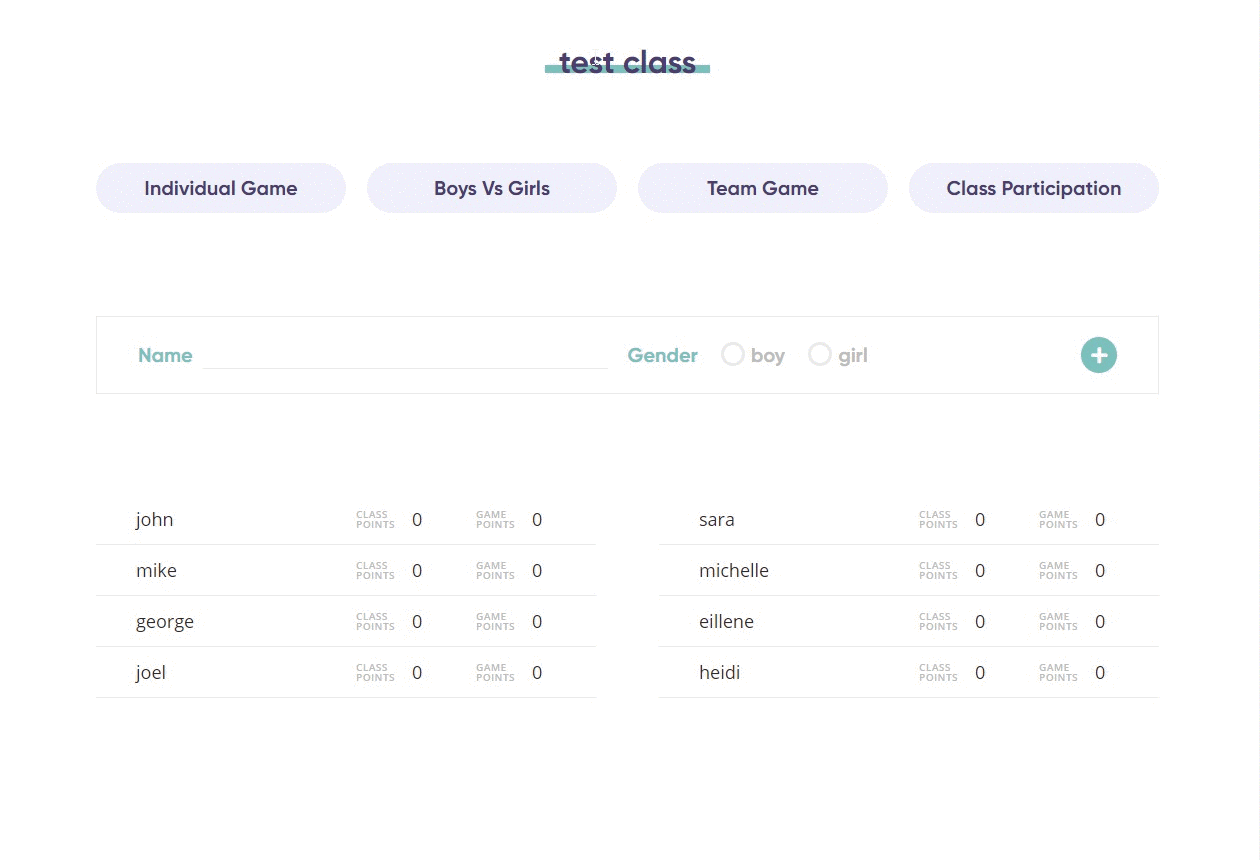 test class
Individual Game
Boys Vs Girls
Team Game
Class Participation
Name Gender boy girl
john CLASS POINTS 0 GAME POINTS 0
sara CLASS POINTS 0 GAME POINTS 0
mike CLASS POINTS 0 GAME POINTS 0
michelle CLASS POINTS 0 GAME POINTS 0
george CLASS POINTS 0 GAME POINTS 0
eillene CLASS POINTS 0 GAME POINTS 0
joel CLASS POINTS 0 GAME POINTS 0
heidi CLASS POINTS 0 GAME POINTS 0